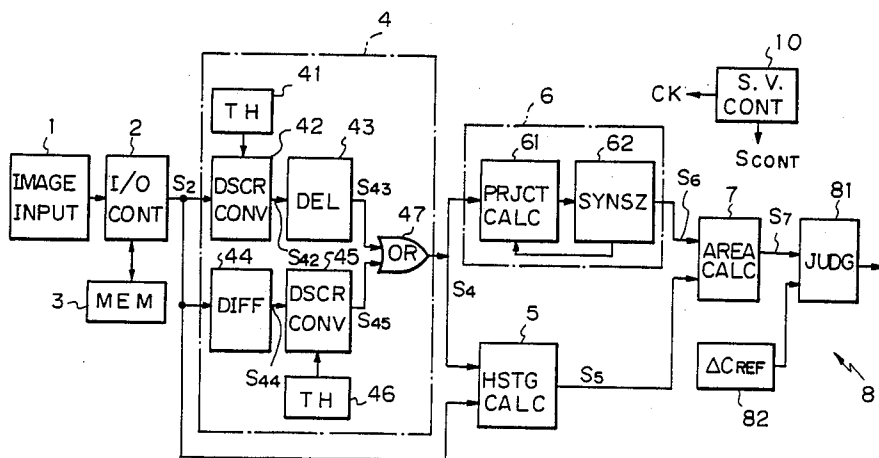 4
10
41
TH
S.V.
CONT
CK
SCONT
6
1
2
42
43
61
62
IMAGE
INPUT
I/O
CONT
S2
DSCR
CONV
DEL
S43
47
OR
PRJCT
CALC
SYNSZ
S6
7
S7
81
AREA
CALC
JUDG
S42
45
44
3
MEM
DIFF
DSCR
CONV
S45
S44
S4
5
HSTG
CALC
S5
ΔCREF
TH
46
82
8